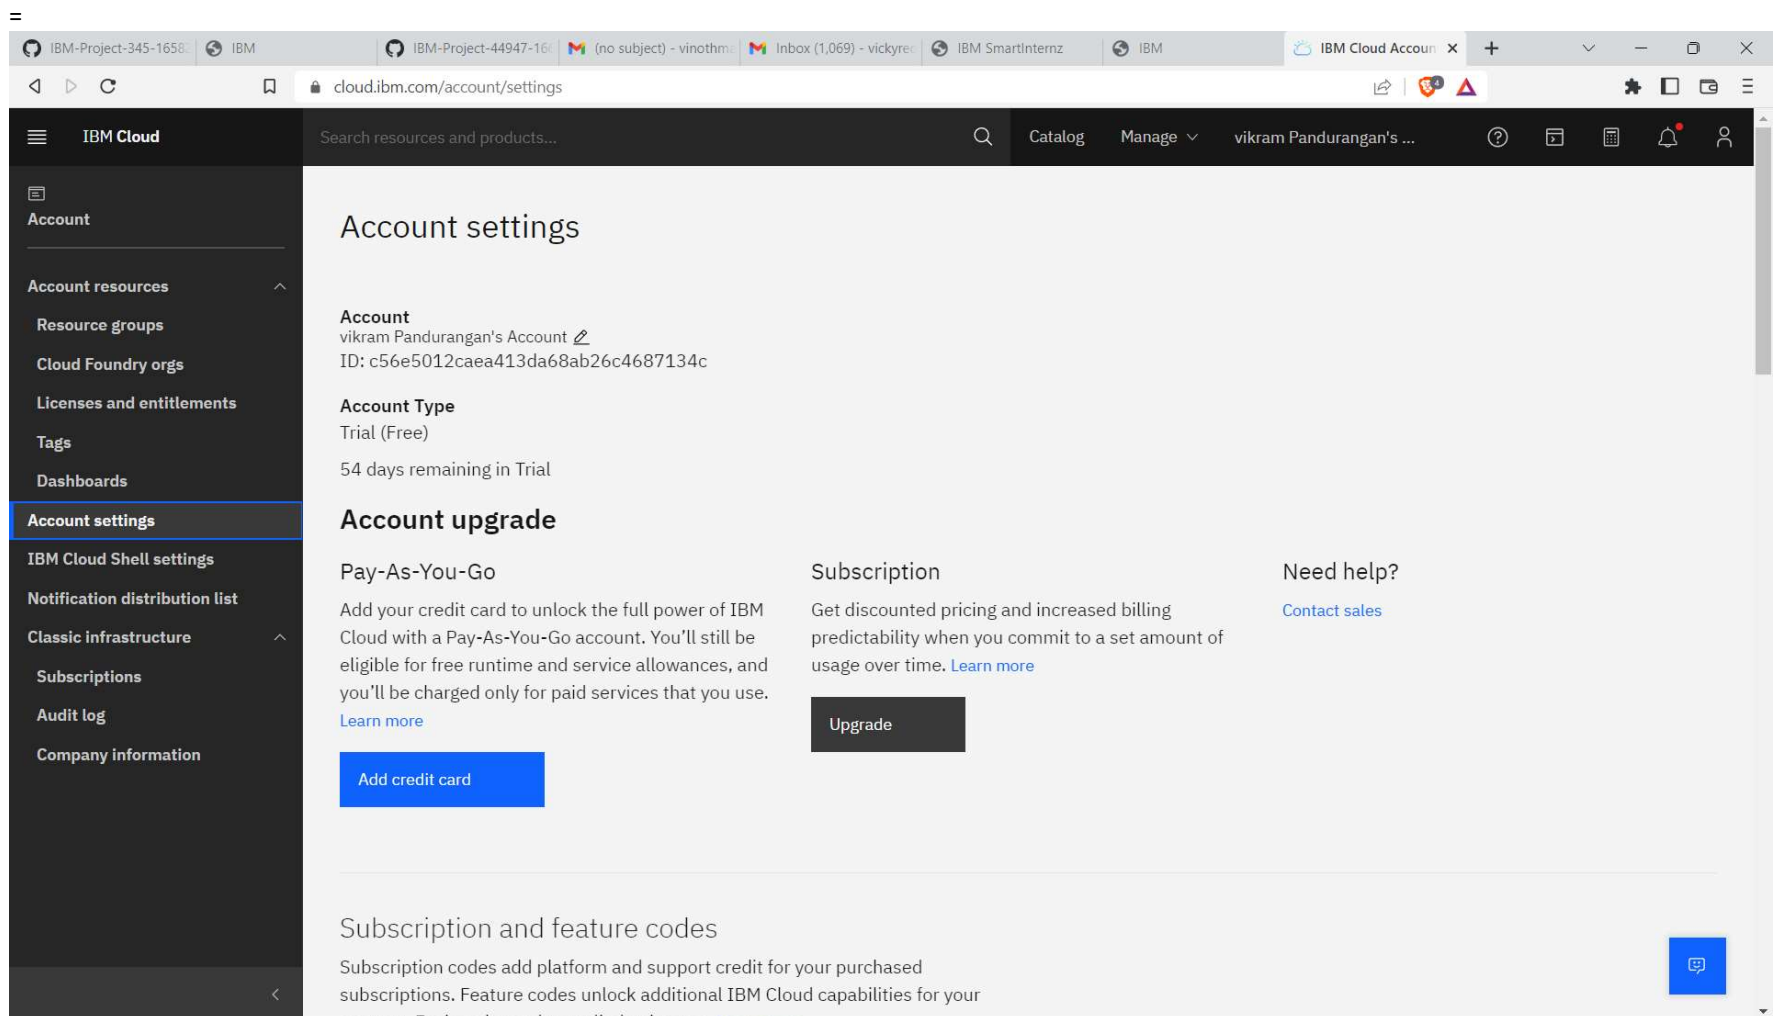 =
IBM-Project-345-1658
IBM
IBM-Project-44947-16
(no subject) - vinothm
Inbox (1,069) - vickyre
IBM SmartInternz
IBM
IBM Cloud Accoun
cloud.ibm.com/account/settings
IBM Cloud
Search resources and products...
Catalog
Manage
vikram Pandurangan's ...
Account
Account resources
Resource groups
Cloud Foundry orgs
Licenses and entitlements
Tags
Dashboards
Account settings
IBM Cloud Shell settings
Notification distribution list
Classic infrastructure
Subscriptions
Audit log
Company information
Account settings
Account
vikram Pandurangan's Account
ID: c56e5012caea413da68ab26c4687134c
Account Type
Trial (Free)
54 days remaining in Trial
Account upgrade
Pay-As-You-Go
Add your credit card to unlock the full power of IBM
Cloud with a Pay-As-You-Go account. You’ll still be
eligible for free runtime and service allowances, and
you’ll be charged only for paid services that you use.
Learn more
Add credit card
Subscription
Get discounted pricing and increased billing
predictability when you commit to a set amount of
usage over time. Learn more
Upgrade
Need help?
Contact sales
Subscription and feature codes
Subscription codes add platform and support credit for your purchased
subscriptions. Feature codes unlock additional IBM Cloud capabilities for your